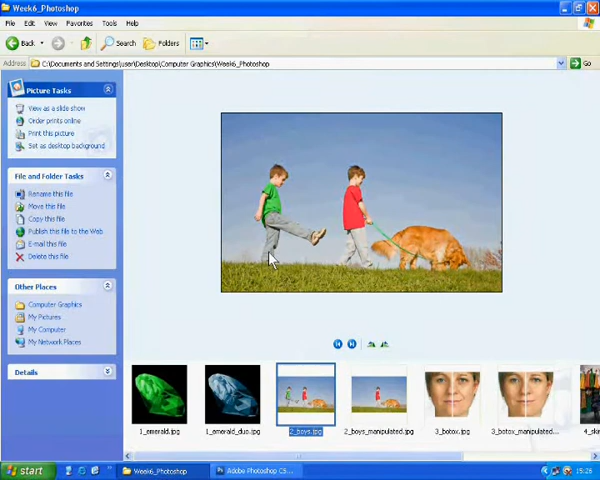 Week6_Photoshop
File Edit View Favorites Tools Help
Back Search Folders
Address C:\Documents and Settings\user\Desktop\Computer Graphics\Week6_Photoshop Go
Picture Tasks
View as a slide show
Order prints online
Print this picture
Set as desktop background
File and Folder Tasks
Rename this file
Move this file
Copy this file
Publish this file to the Web
E-mail this file
Delete this file
Other Places
Computer Graphics
My Pictures
My Computer
My Network Places
Details
1_emerald.jpg 1_emerald_duo.jpg 2_boys.jpg 2_boys_manipulated.jpg 3_botox.jpg 3_botox_manipulated...
start Week6_Photoshop Adobe Photoshop CS... 15:26